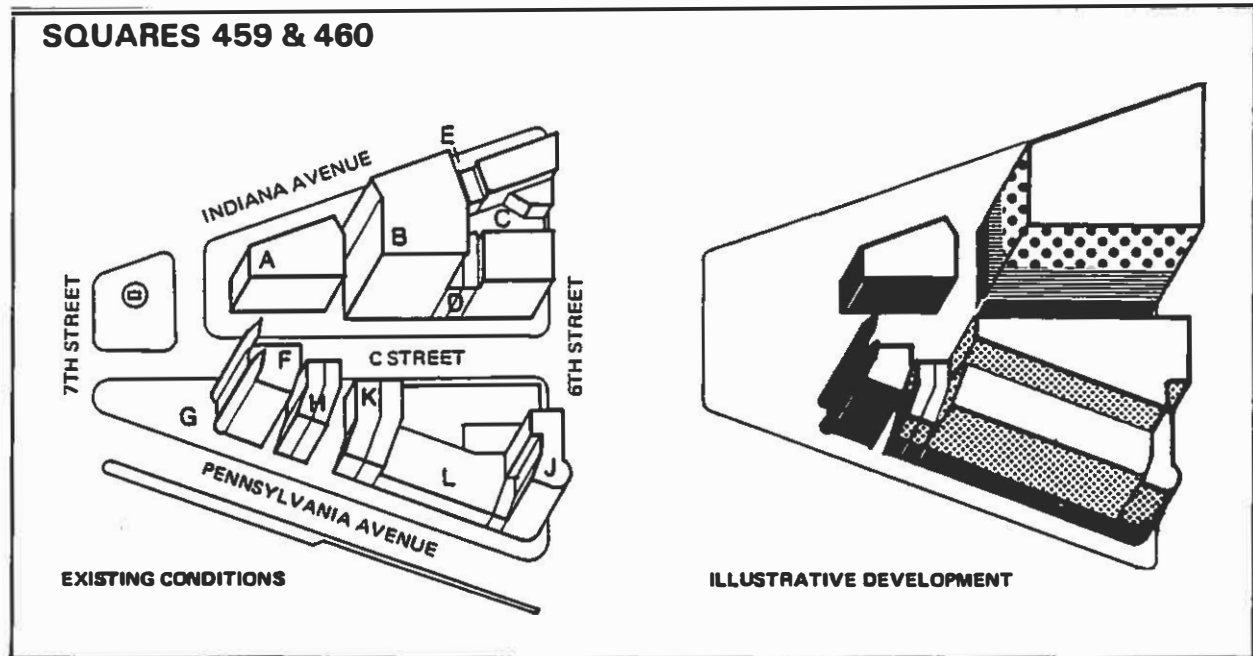 SQUARES 459 & 460
E
INDIANA AVENUE
C
B
A
D
7TH STREET
6TH STREET
C STREET
F
H
K
G
L
J
PENNSYLVANIA AVENUE
EXISTING CONDITIONS
ILLUSTRATIVE DEVELOPMENT